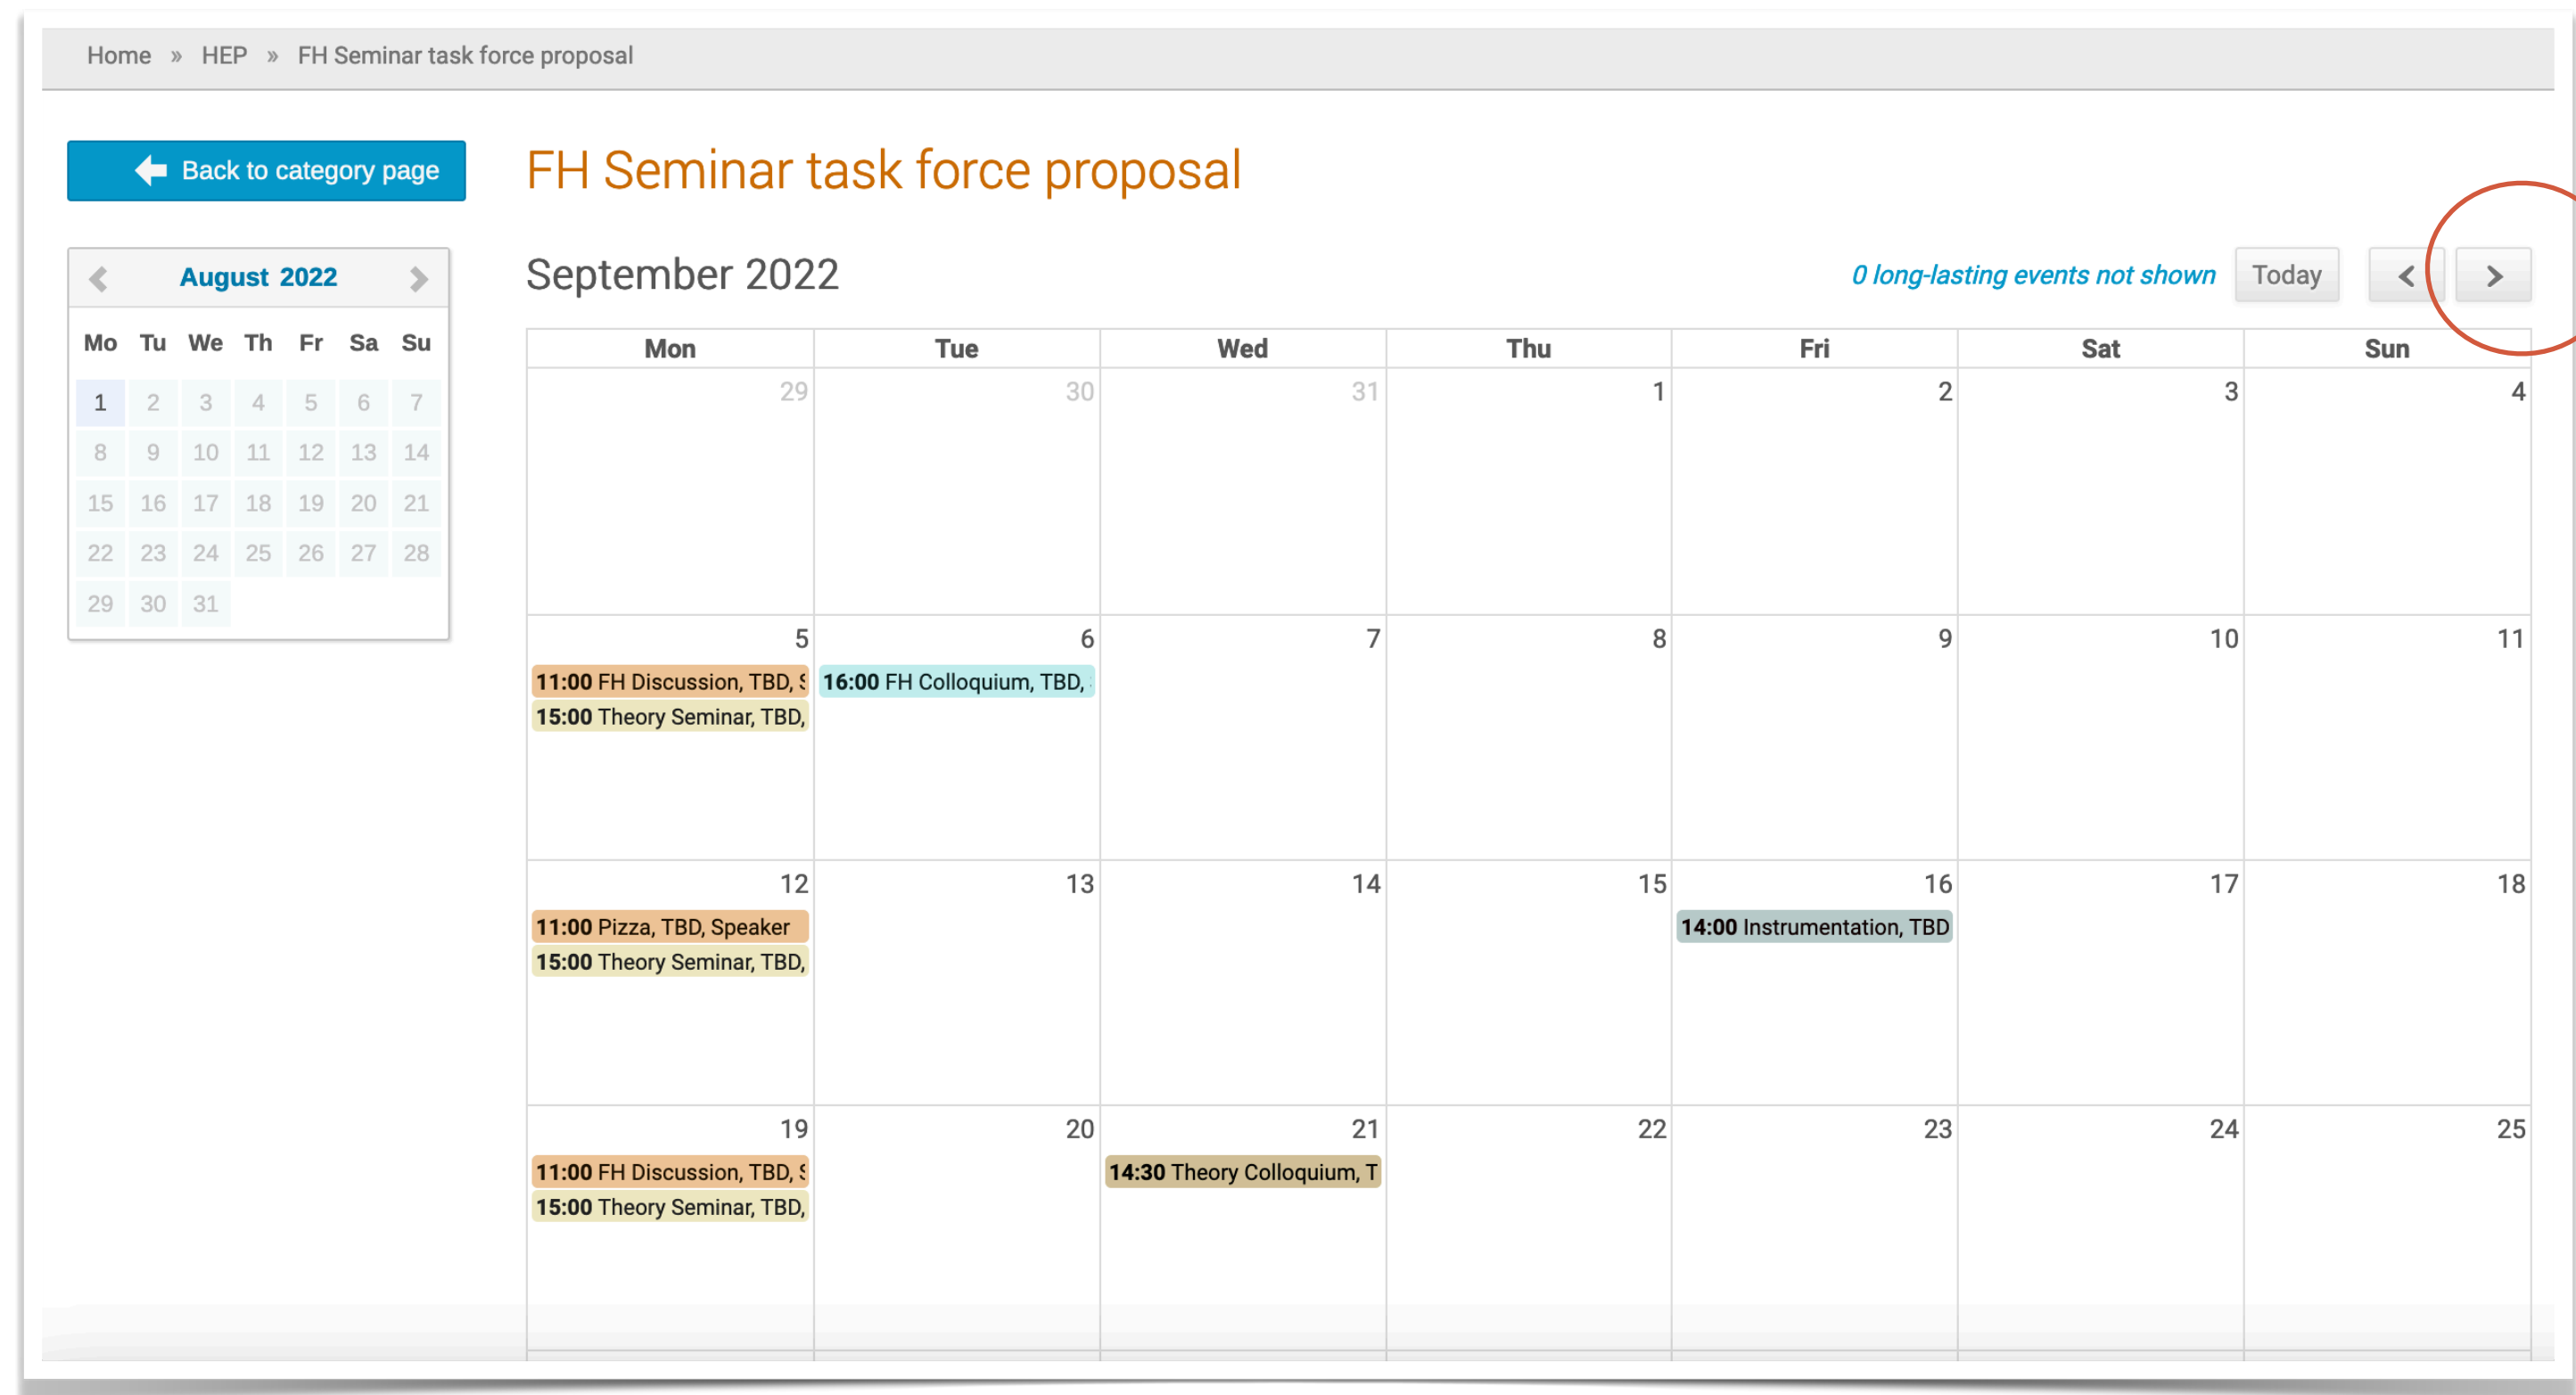 Home » HEP » FH Seminar task force proposal
Back to category page
FH Seminar task force proposal
August 2022
Mo Tu We Th Fr Sa Su
1 2 3 4 5 6 7
8 9 10 11 12 13 14
15 16 17 18 19 20 21
22 23 24 25 26 27 28
29 30 31
September 2022
0 long-lasting events not shown Today
Mon Tue Wed Thu Fri Sat Sun
29 30 31 1 2 3 4
5 6 7 8 9 10 11
11:00 FH Discussion, TBD, 16:00 FH Colloquium, TBD,
15:00 Theory Seminar, TBD,
12 13 14 15 16 17 18
11:00 Pizza, TBD, Speaker 14:00 Instrumentation, TBD
15:00 Theory Seminar, TBD,
19 20 21 22 23 24 25
11:00 FH Discussion, TBD, 14:30 Theory Colloquium, T
15:00 Theory Seminar, TBD,